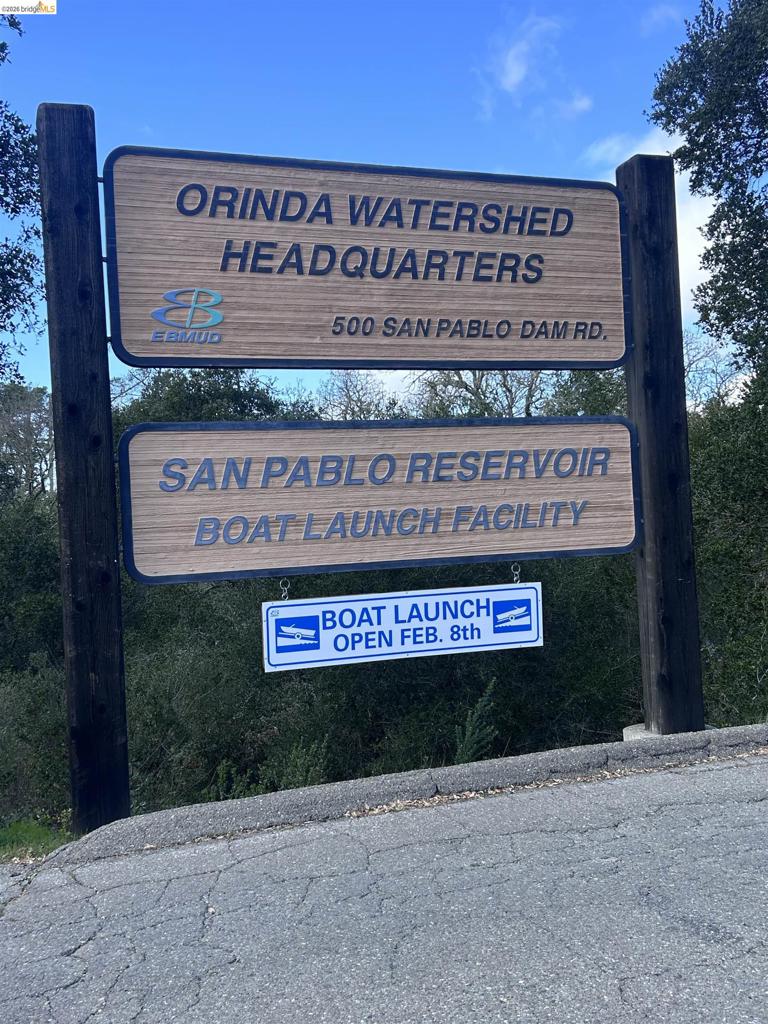 ©2026 bridgeMLS
ORINDA WATERSHED
HEADQUARTERS
EBMUD
500 SAN PABLO DAM RD.
SAN PABLO RESERVOIR
BOAT LAUNCH FACILITY
BOAT LAUNCH
OPEN FEB. 8th